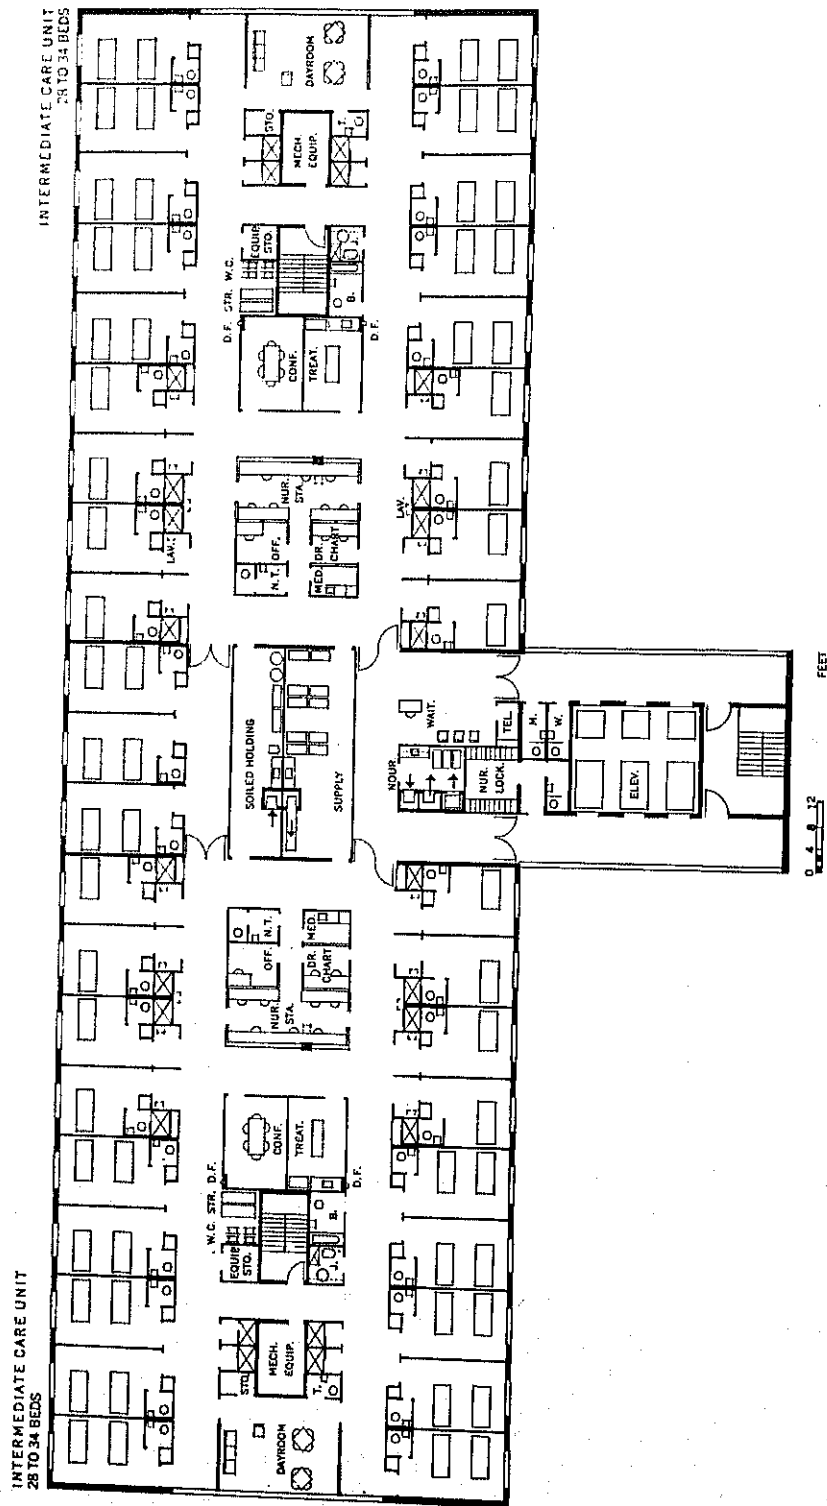 INTERMEDIATE CARE UNIT
28 TO 34 BEDS
DAYROOM
STO.
MECH.
EQUIP.
T.
EQUIP.
STO.
J.
D.F. STR. W.C.
B.
D.F.
CONF.
TREAT.
NUR.
STA.
LAV.
LAV.
OFF.
N.T.
DR.
CHART
MED.
SOILED HOLDING
SUPPLY
NOUR.
WAIT.
TEL.
NUR.
LOCK.
M.
W.
ELEV.
FEET
0 4 8 12
N.T.
OFF.
MED.
DR.
CHART
NUR.
STA.
CONF.
TREAT.
W.C. STR. D.F.
D.F.
B.
EQUIP.
STO.
J.
STO.
MECH.
EQUIP.
T.
DAYROOM
INTERMEDIATE CARE UNIT
28 TO 34 BEDS